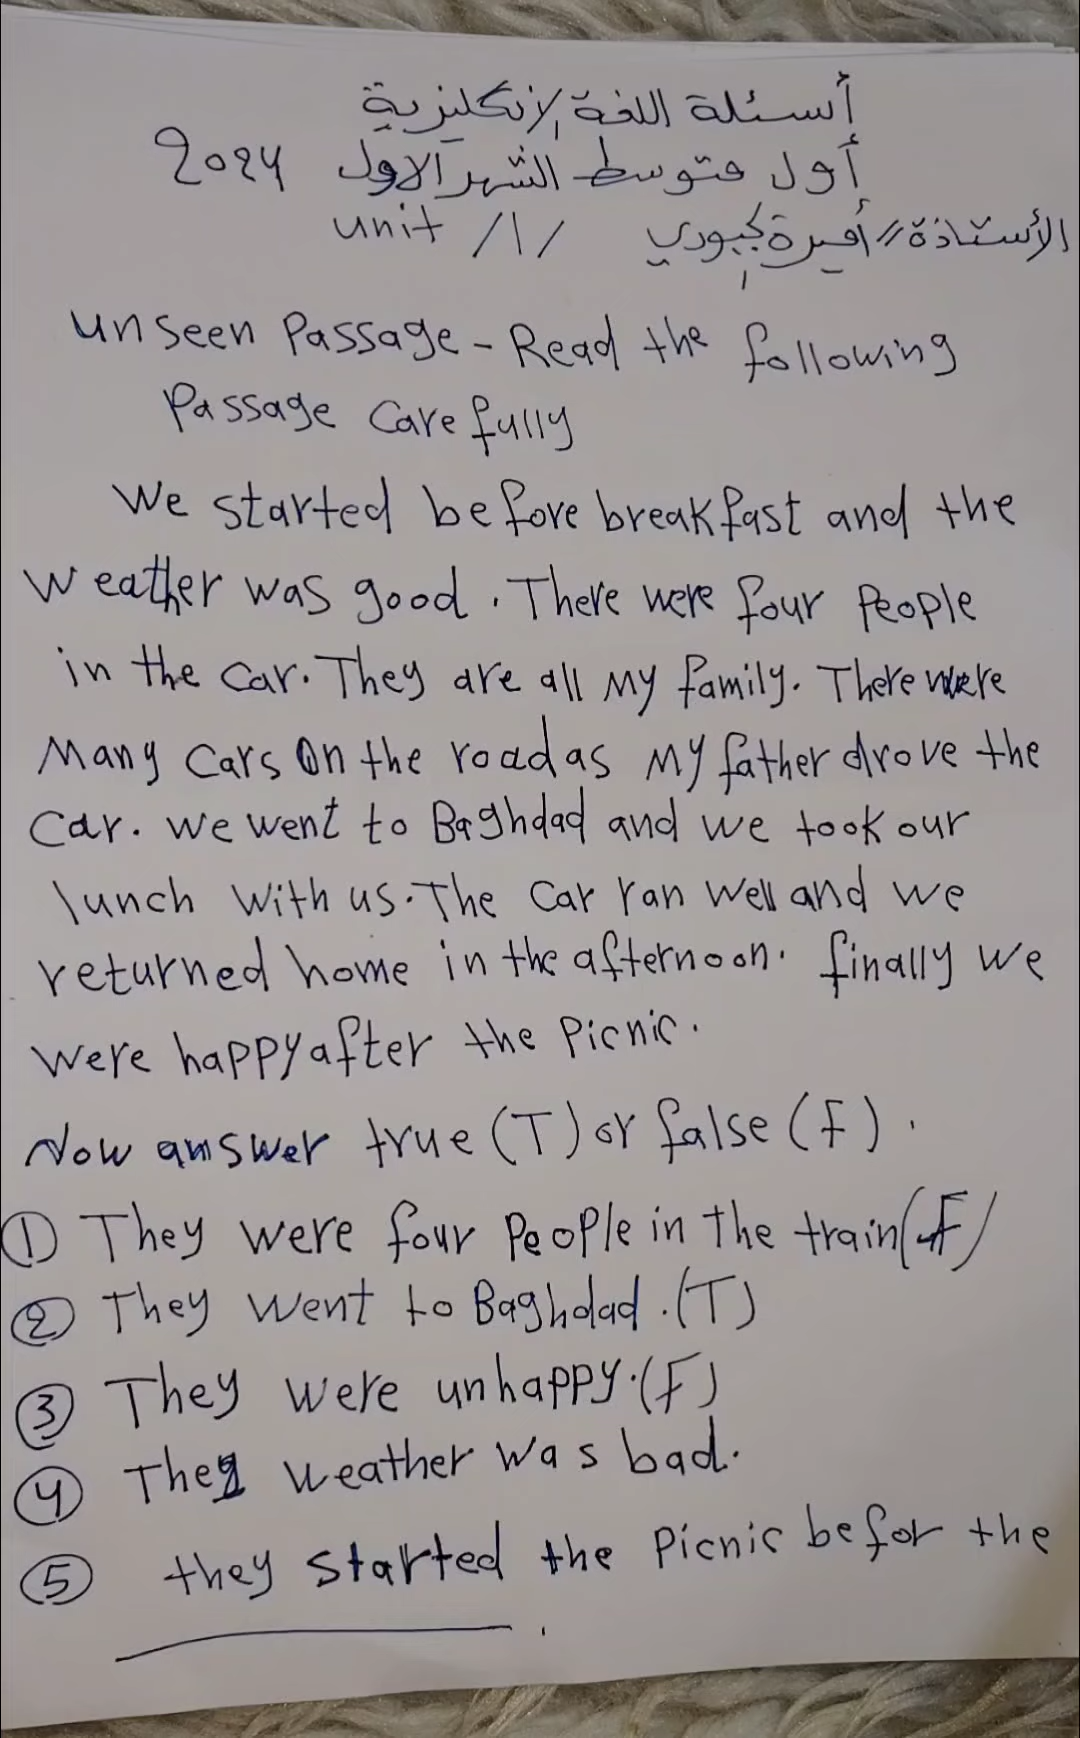 أسئلة اللغة الإنكليزية
أول متوسط الشهر الاول 2024
الأستاذة // أميرة الجبوري unit /1/
unseen Passage - Read the following
Passage Carefully
We started before breakfast and the
weather was good. There were four People
in the car. They are all my family. There were
Many cars on the road as my father drove the
car. we went to Baghdad and we took our
lunch with us. The car ran well and we
returned home in the afternoon. finally we
were happy after the Picnic.
Now answer true (T) or false (F).
① They were four People in the train (F)
② They went to Baghdad. (T)
③ They were unhappy. (F)
④ They weather was bad.
⑤ they started the Picnic befor the
______ .